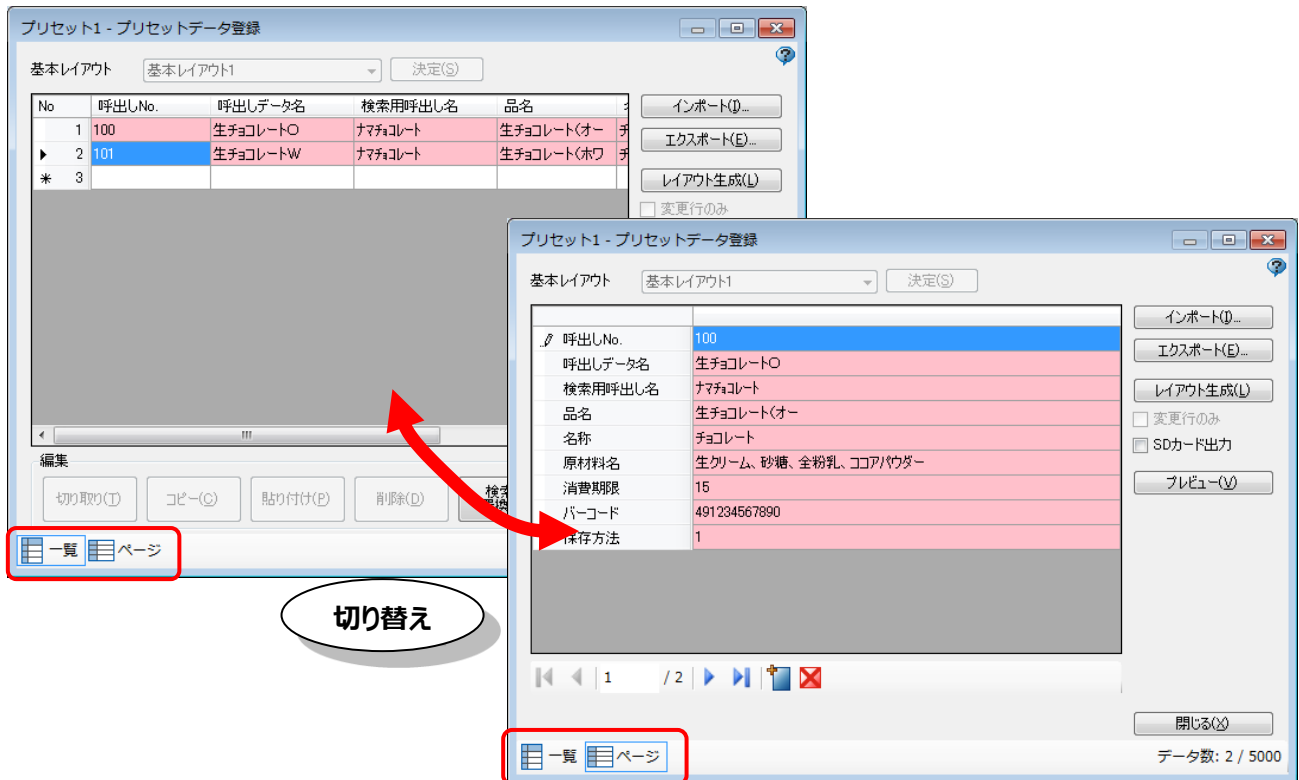 プリセット1 - プリセットデータ登録
基本レイアウト 基本レイアウト1 決定(S)
No 呼出しNo. 呼出しデータ名 検索用呼出し名 品名
1 100 生チョコレートO ナマチョコレート 生チョコレート(オー チ
2 101 生チョコレートW ナマチョコレート 生チョコレート(ホワ チ
3
インポート(I)...
エクスポート(E)...
レイアウト生成(L)
変更行のみ
編集
切り取り(T) コピー(C) 貼り付け(P) 削除(D)
一覧 ページ
切り替え
プリセット1 - プリセットデータ登録
基本レイアウト 基本レイアウト1 決定(S)
呼出しNo. 100
呼出しデータ名 生チョコレートO
検索用呼出し名 ナマチョコレート
品名 生チョコレート(オー
名称 チョコレート
原材料名 生クリーム、砂糖、全粉乳、ココアパウダー
消費期限 15
バーコード 491234567890
保存方法 1
インポート(I)...
エクスポート(E)...
レイアウト生成(L)
変更行のみ
SDカード出力
プレビュー(V)
1 / 2
閉じる(X)
一覧 ページ
データ数: 2 / 5000